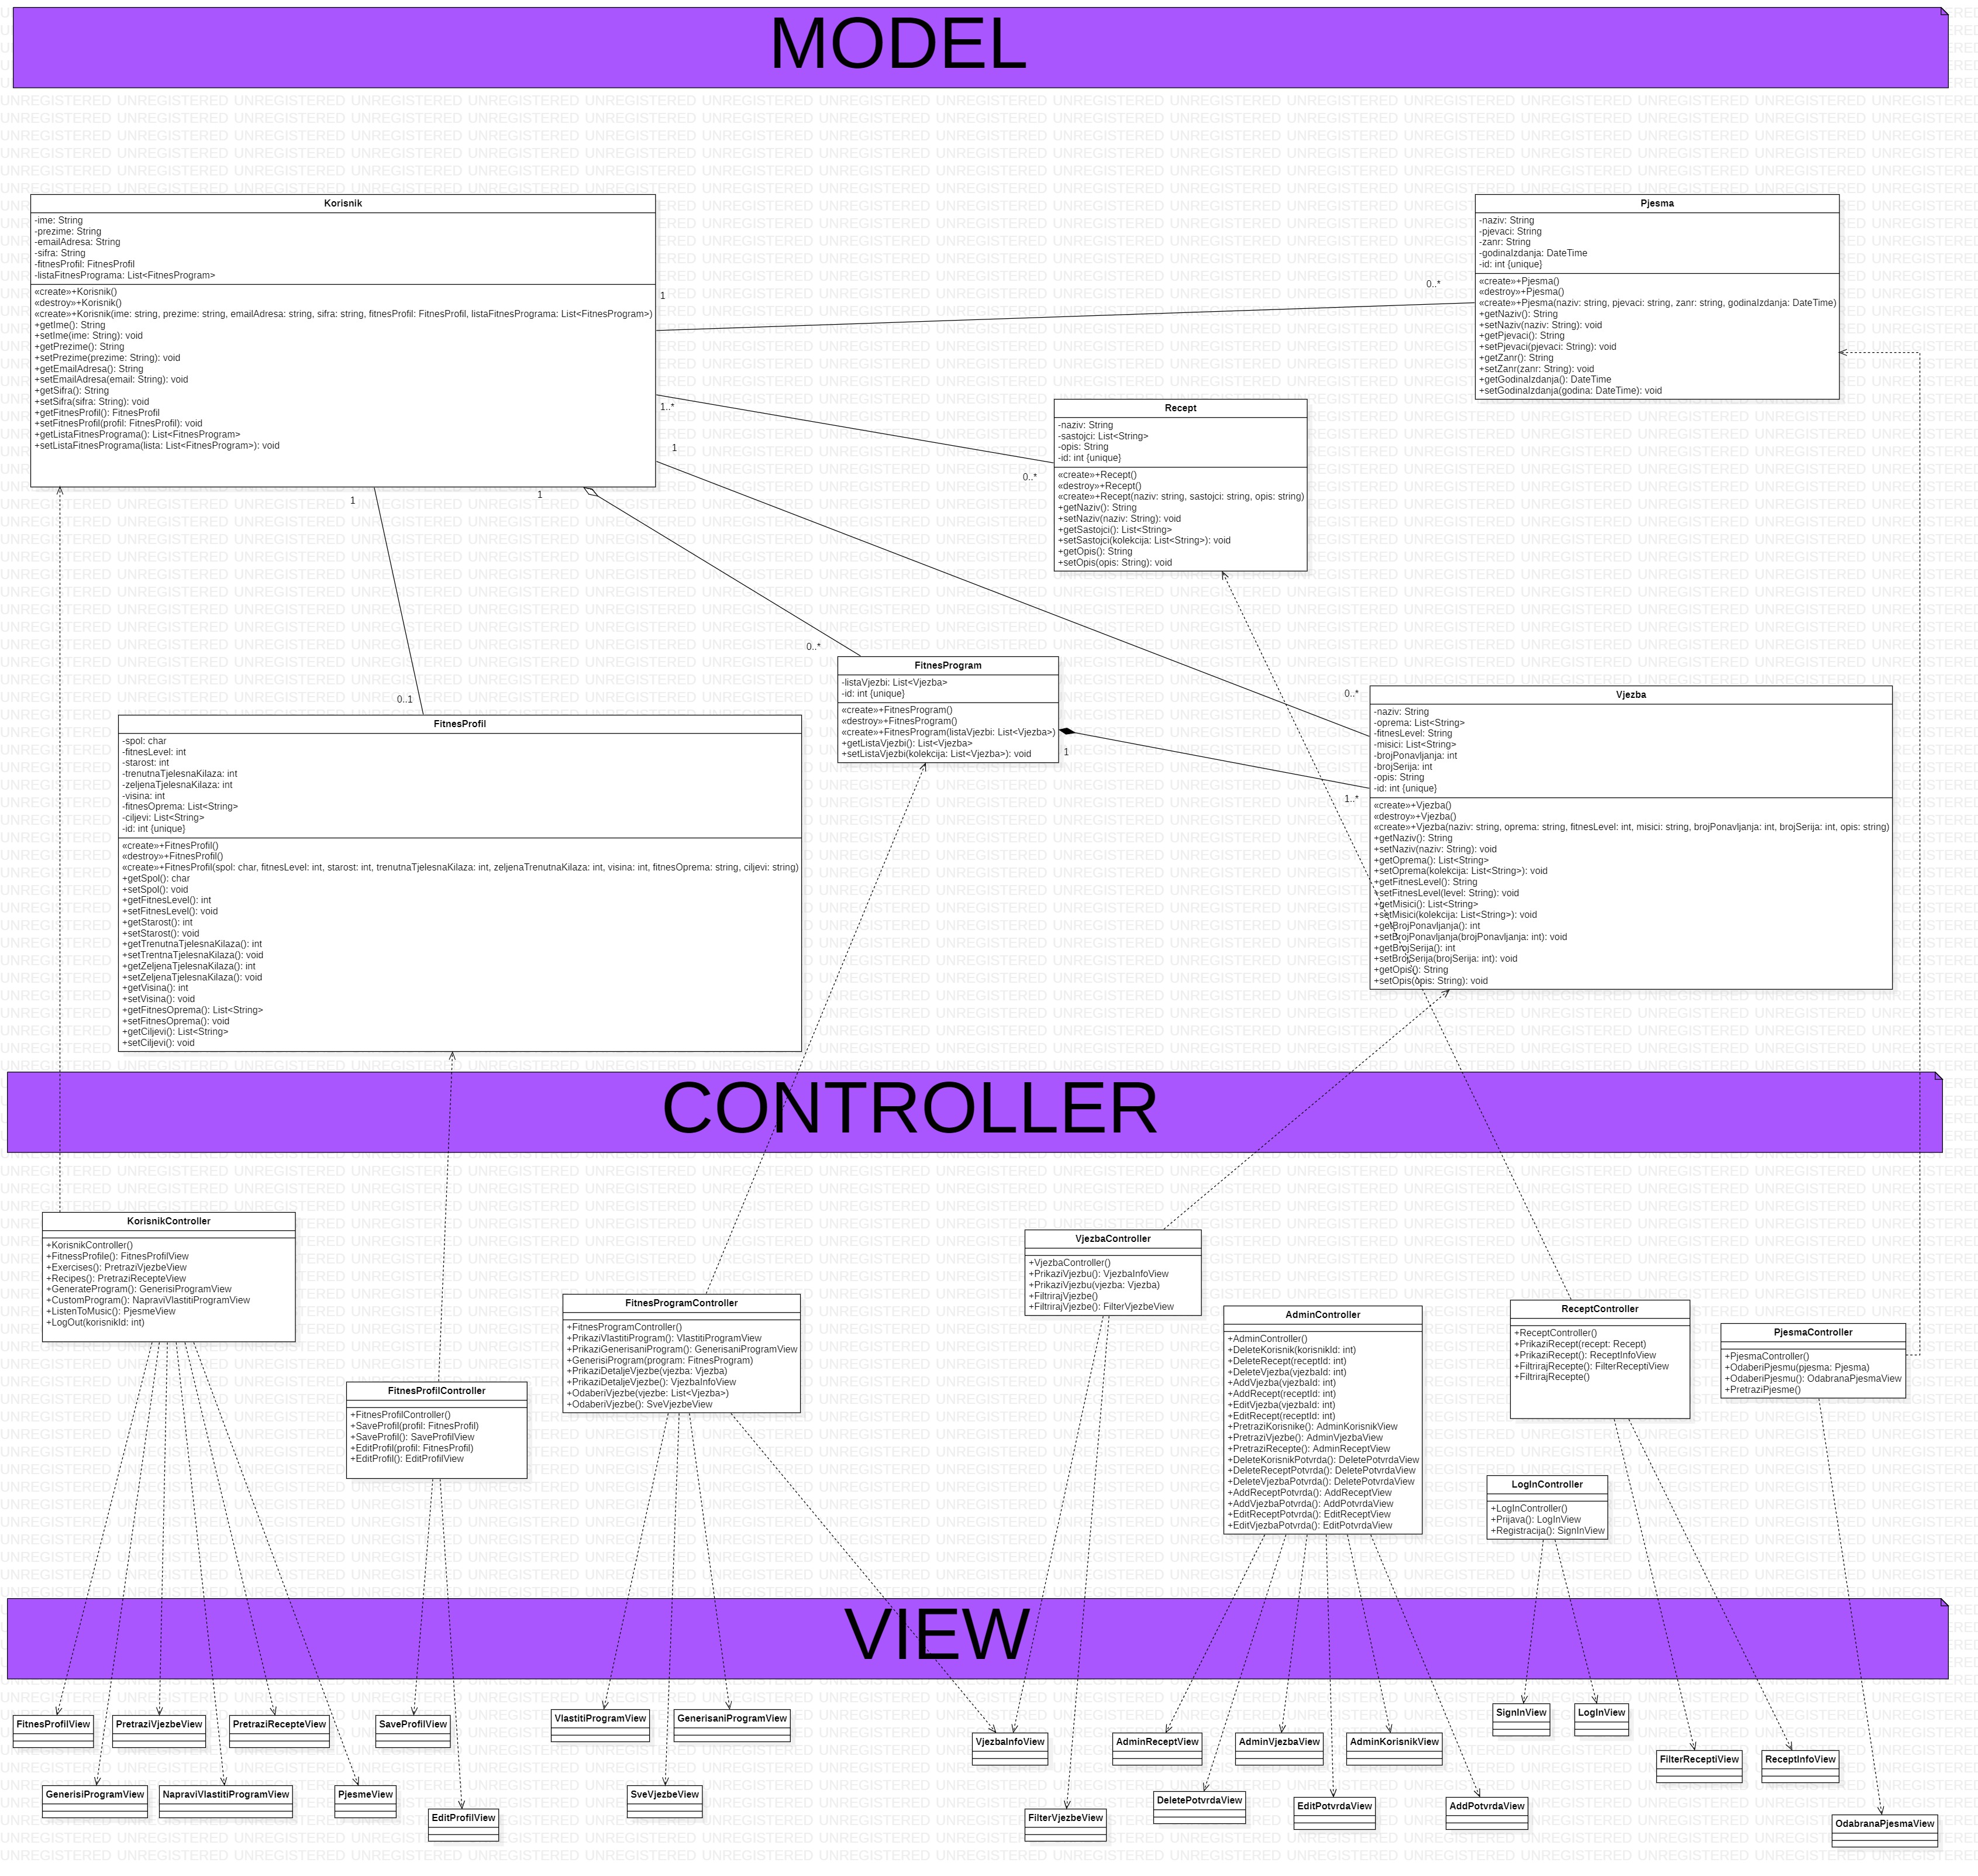 MODEL
UNREGISTERED
Korisnik
-ime: String
-prezime: String
-emailAdresa: String
-sifra: String
-fitnesProfil: FitnesProfil
-listaFitnesPrograma: List<FitnesProgram>
«create»+Korisnik()
«destroy»+Korisnik()
«create»+Korisnik(ime: string, prezime: string, emailAdresa: string, sifra: string, fitnesProfil: FitnesProfil, listaFitnesPrograma: List<FitnesProgram>)
+getIme(): String
+setIme(ime: String): void
+getPrezime(): String
+setPrezime(prezime: String): void
+getEmailAdresa(): String
+setEmailAdresa(email: String): void
+getSifra(): String
+setSifra(sifra: String): void
+getFitnesProfil(): FitnesProfil
+setFitnesProfil(profil: FitnesProfil): void
+getListaFitnesPrograma(): List<FitnesProgram>
+setListaFitnesPrograma(lista: List<FitnesProgram>): void
1
0..*
Pjesma
-naziv: String
-pjevaci: String
-zanr: String
-godinaIzdanja: DateTime
-id: int {unique}
«create»+Pjesma()
«destroy»+Pjesma()
«create»+Pjesma(naziv: string, pjevaci: string, zanr: string, godinaIzdanja: DateTime)
+getNaziv(): String
+setNaziv(naziv: String): void
+getPjevaci(): String
+setPjevaci(pjevaci: String): void
+getZanr(): String
+setZanr(zanr: String): void
+getGodinaIzdanja(): DateTime
+setGodinaIzdanja(godina: DateTime): void
1..*
0..*
Recept
-naziv: String
-sastojci: List<String>
-opis: String
-id: int {unique}
«create»+Recept()
«destroy»+Recept()
«create»+Recept(naziv: string, sastojci: string, opis: string)
+getNaziv(): String
+setNaziv(naziv: String): void
+getSastojci(): List<String>
+setSastojci(kolekcija: List<String>): void
+getOpis(): String
+setOpis(opis: String): void
1
0..*
1
0..1
1
0..*
FitnesProgram
-listaVjezbi: List<Vjezba>
-id: int {unique}
«create»+FitnesProgram()
«destroy»+FitnesProgram()
«create»+FitnesProgram(listaVjezbi: List<Vjezba>)
+getListaVjezbi(): List<Vjezba>
+setListaVjezbi(kolekcija: List<Vjezba>): void
1
1..*
Vjezba
-naziv: String
-oprema: List<String>
-fitnesLevel: String
-misici: List<String>
-brojPonavljanja: int
-brojSerija: int
-opis: String
-id: int {unique}
«create»+Vjezba()
«destroy»+Vjezba()
«create»+Vjezba(naziv: string, oprema: string, fitnesLevel: int, misici: string, brojPonavljanja: int, brojSerija: int, opis: string)
+getNaziv(): String
+setNaziv(naziv: String): void
+getOprema(): List<String>
+setOprema(kolekcija: List<String>): void
+getFitnesLevel(): String
+setFitnesLevel(level: String): void
+getMisici(): List<String>
+setMisici(kolekcija: List<String>): void
+getBrojPonavljanja(): int
+setBrojPonavljanja(brojPonavljanja: int): void
+getBrojSerija(): int
+setBrojSerija(brojSerija: int): void
+getOpis(): String
+setOpis(opis: String): void
FitnesProfil
-spol: char
-fitnesLevel: int
-starost: int
-trenutnaTjelesnaKilaza: int
-zeljenaTjelesnaKilaza: int
-visina: int
-fitnesOprema: List<String>
-ciljevi: List<String>
-id: int {unique}
«create»+FitnesProfil()
«destroy»+FitnesProfil()
«create»+FitnesProfil(spol: char, fitnesLevel: int, starost: int, trenutnaTjelesnaKilaza: int, zeljenaTrenutnaKilaza: int, visina: int, fitnesOprema: string, ciljevi: string)
+getSpol(): char
+setSpol(): void
+getFitnesLevel(): int
+setFitnesLevel(): void
+getStarost(): int
+setStarost(): void
+getTrenutnaTjelesnaKilaza(): int
+setTrentnaTjelesnaKilaza(): void
+getZeljenaTjelesnaKilaza(): int
+setZeljenaTjelesnaKilaza(): void
+getVisina(): int
+setVisina(): void
+getFitnesOprema(): List<String>
+setFitnesOprema(): void
+getCiljevi(): List<String>
+setCiljevi(): void
CONTROLLER
KorisnikController
+KorisnikController()
+FitnessProfile(): FitnesProfilView
+Exercises(): PretraziVjezbeView
+Recipes(): PretraziRecepteView
+GenerateProgram(): GenerisiProgramView
+CustomProgram(): NapraviVlastitiProgramView
+ListenToMusic(): PjesmeView
+LogOut(korisnikId: int)
FitnesProfilController
+FitnesProfilController()
+SaveProfil(profil: FitnesProfil)
+SaveProfil(): SaveProfilView
+EditProfil(profil: FitnesProfil)
+EditProfil(): EditProfilView
FitnesProgramController
+FitnesProgramController()
+PrikaziVlastitiProgram(): VlastitiProgramView
+PrikaziGenerisaniProgram(): GenerisaniProgramView
+GenerisiProgram(program: FitnesProgram)
+PrikaziDetaljeVjezbe(vjezba: Vjezba)
+PrikaziDetaljeVjezbe(): VjezbaInfoView
+OdaberiVjezbe(vjezbe: List<Vjezba>)
+OdaberiVjezbe(): SveVjezbeView
VjezbaController
+VjezbaController()
+PrikaziVjezbu(): VjezbaInfoView
+PrikaziVjezbu(vjezba: Vjezba)
+FiltrirajVjezbe()
+FiltrirajVjezbe(): FilterVjezbeView
AdminController
+AdminController()
+DeleteKorisnik(korisnikId: int)
+DeleteRecept(receptId: int)
+DeleteVjezba(vjezbaId: int)
+AddVjezba(vjezbaId: int)
+AddRecept(receptId: int)
+EditVjezba(vjezbaId: int)
+EditRecept(receptId: int)
+PretraziKorisnike(): AdminKorisnikView
+PretraziVjezbe(): AdminVjezbaView
+PretraziRecepte(): AdminReceptView
+DeleteKorisnikPotvrda(): DeletePotvrdaView
+DeleteReceptPotvrda(): DeletePotvrdaView
+DeleteVjezbaPotvrda(): DeletePotvrdaView
+AddReceptPotvrda(): AddReceptView
+AddVjezbaPotvrda(): AddPotvrdaView
+EditReceptPotvrda(): EditReceptView
+EditVjezbaPotvrda(): EditPotvrdaView
ReceptController
+ReceptController()
+PrikaziRecept(recept: Recept)
+PrikaziRecept(): ReceptInfoView
+FiltrirajRecepte(): FilterReceptiView
+FiltrirajRecepte()
PjesmaController
+PjesmaController()
+OdaberiPjesmu(pjesma: Pjesma)
+OdaberiPjesmu(): OdabranaPjesmaView
+PretraziPjesme()
LogInController
+LogInController()
+Prijava(): LogInView
+Registracija(): SignInView
VIEW
FitnesProfilView
PretraziVjezbeView
PretraziRecepteView
SaveProfilView
VlastitiProgramView
GenerisaniProgramView
VjezbaInfoView
AdminReceptView
AdminVjezbaView
AdminKorisnikView
SignInView
LogInView
FilterReceptiView
ReceptInfoView
GenerisiProgramView
NapraviVlastitiProgramView
PjesmeView
EditProfilView
SveVjezbeView
FilterVjezbeView
DeletePotvrdaView
EditPotvrdaView
AddPotvrdaView
OdabranaPjesmaView